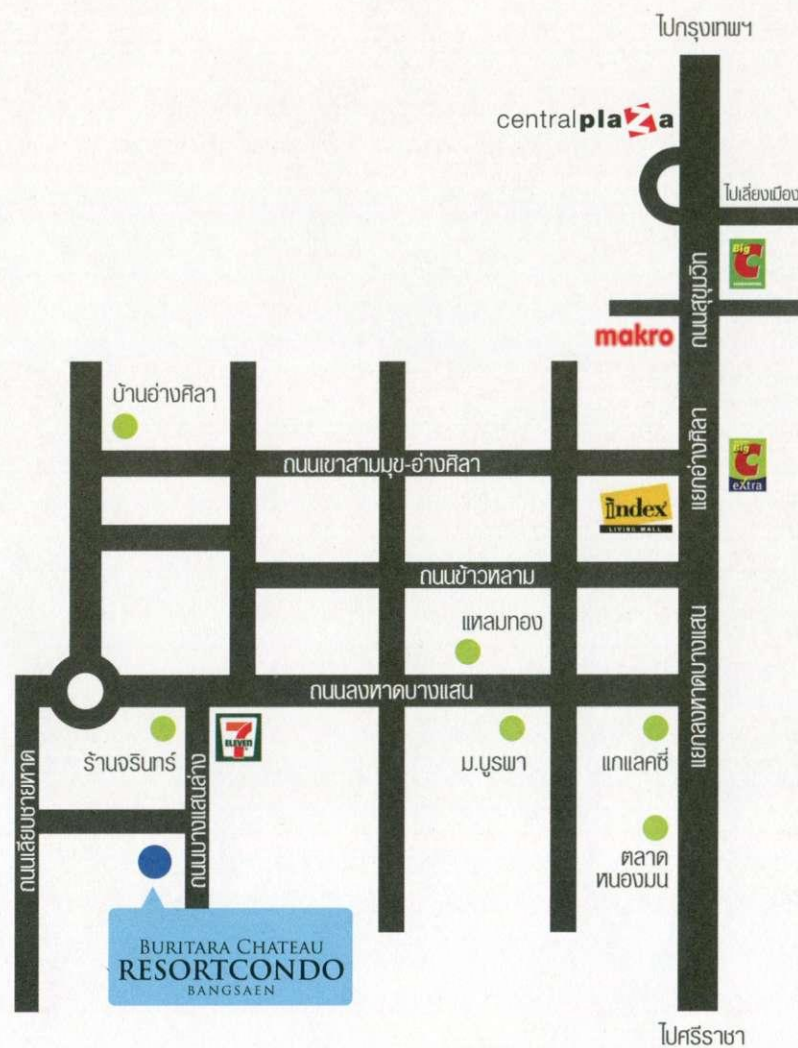 ไปกรุงเทพฯ
centralplaza
ไปเลี่ยงเมือง
Big C
ถนนสุขุมวิท
makro
บ้านอ่างศิลา
ถนนเขาสามมุข-อ่างศิลา
แยกอ่างศิลา
Big C
extra
index
LIVING MALL
ถนนข้าวหลาม
แหลมทอง
ถนนลงหาดบางแสน
แยกลงหาดบางแสน
7 ELEVEN
ร้านจรินทร์
ม.บูรพา
แกแลคซี่
ถนนเลียบชายหาด
ถนนบางแสนล่าง
ตลาด
หนองมน
BURITARA CHATEAU
RESORTCONDO
BANGSAEN
ไปศรีราชา